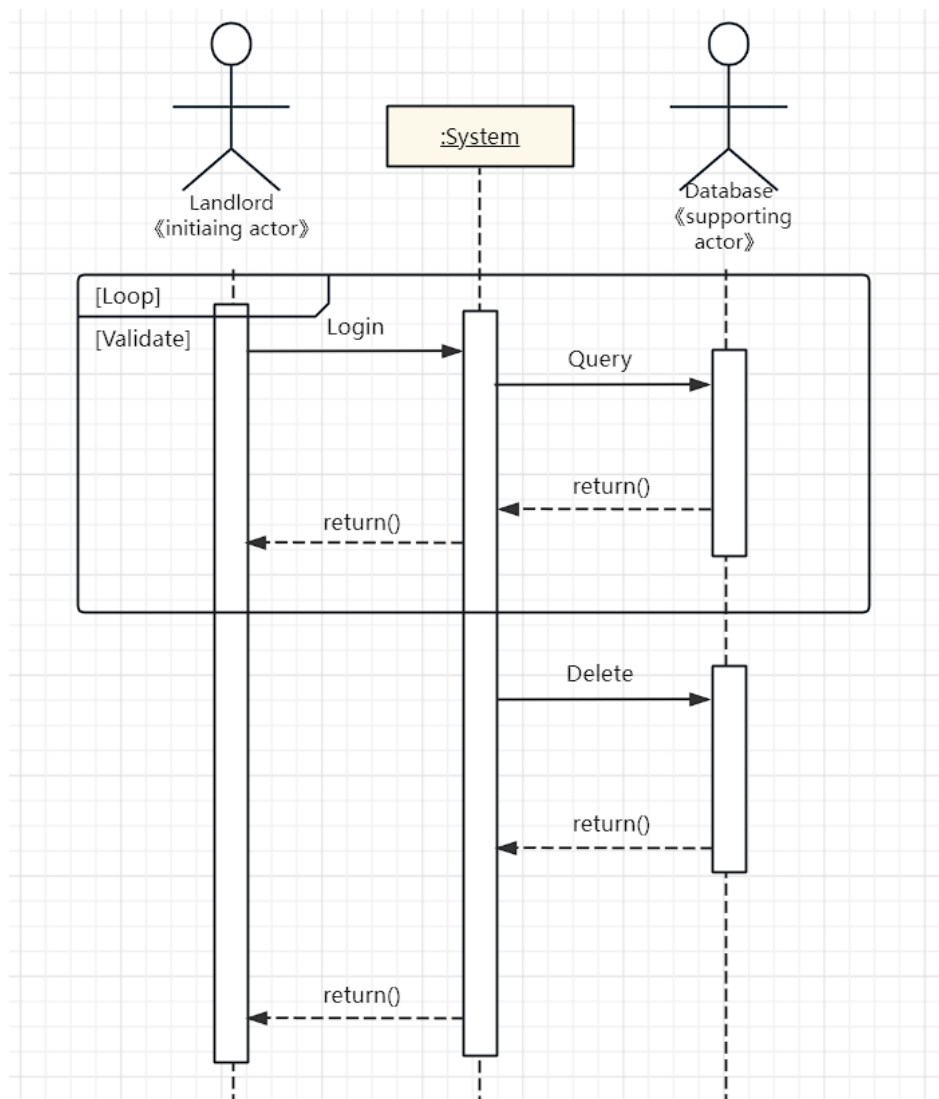 :System
Landlord
《initiaing actor》
Database
《supporting
actor》
[Loop]
[Validate]
Login
Query
return()
return()
Delete
return()
return()